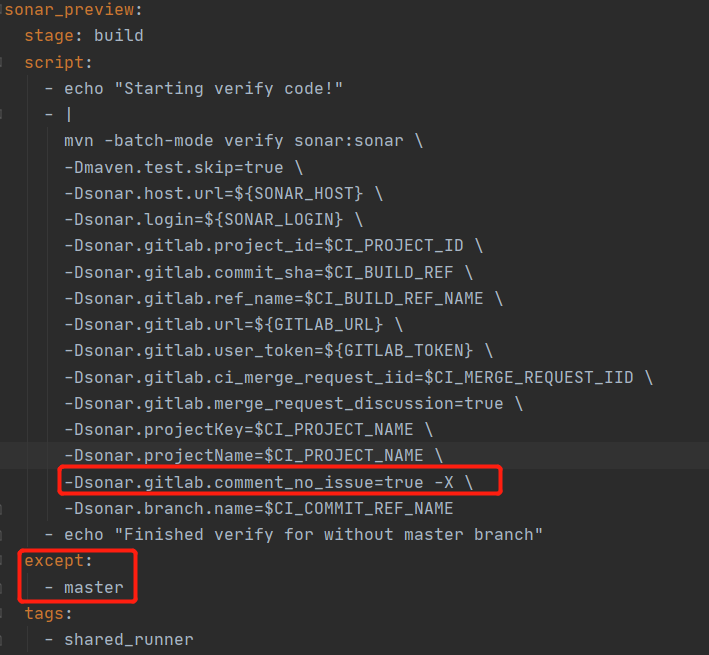 sonar_preview:
stage: build
script:
- echo "Starting verify code!"
- |
mvn -batch-mode verify sonar:sonar \
-Dmaven.test.skip=true \
-Dsonar.host.url=${SONAR_HOST} \
-Dsonar.login=${SONAR_LOGIN} \
-Dsonar.gitlab.project_id=$CI_PROJECT_ID \
-Dsonar.gitlab.commit_sha=$CI_BUILD_REF \
-Dsonar.gitlab.ref_name=$CI_BUILD_REF_NAME \
-Dsonar.gitlab.url=${GITLAB_URL} \
-Dsonar.gitlab.user_token=${GITLAB_TOKEN} \
-Dsonar.gitlab.ci_merge_request_iid=$CI_MERGE_REQUEST_IID \
-Dsonar.gitlab.merge_request_discussion=true \
-Dsonar.projectKey=$CI_PROJECT_NAME \
-Dsonar.projectName=$CI_PROJECT_NAME \
-Dsonar.gitlab.comment_no_issue=true -X \
-Dsonar.branch.name=$CI_COMMIT_REF_NAME
- echo "Finished verify for without master branch"
except:
- master
tags:
- shared_runner